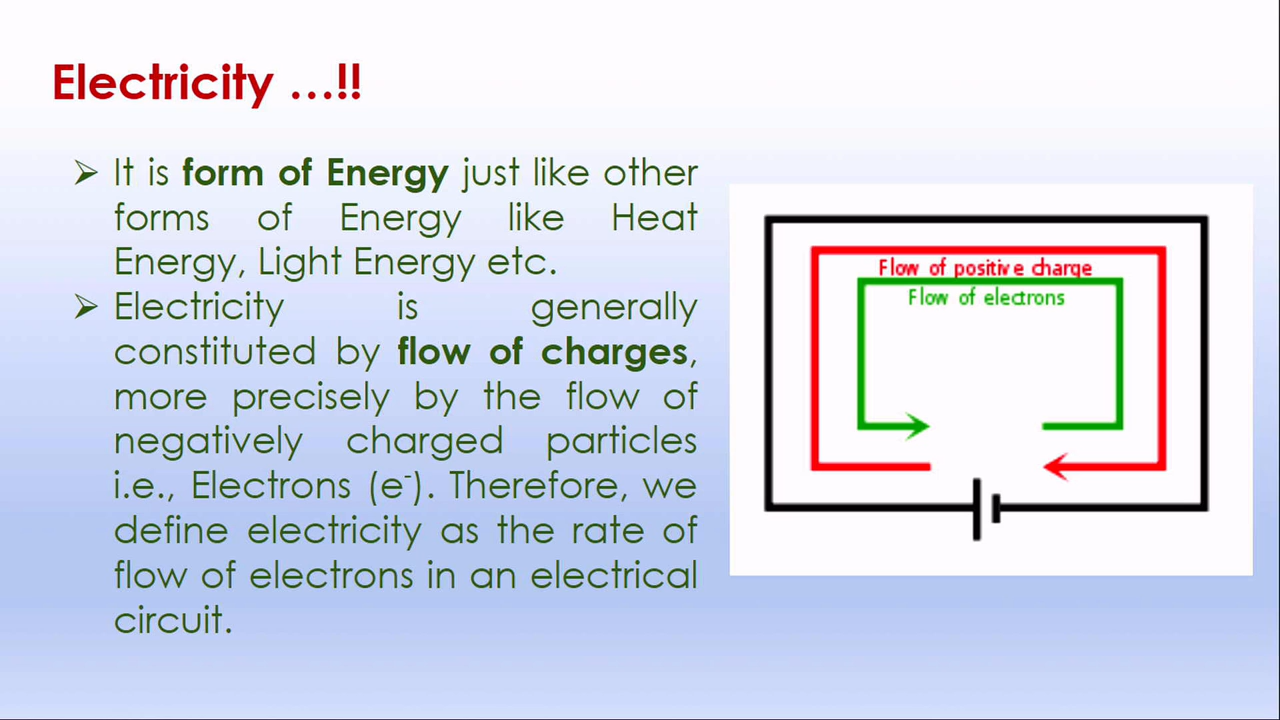 Electricity ...!!
➢ It is form of Energy just like other
forms of Energy like Heat
Energy, Light Energy etc.
➢ Electricity is generally
constituted by flow of charges,
more precisely by the flow of
negatively charged particles
i.e., Electrons (e⁻). Therefore, we
define electricity as the rate of
flow of electrons in an electrical
circuit.
Flow of positive charge
Flow of electrons